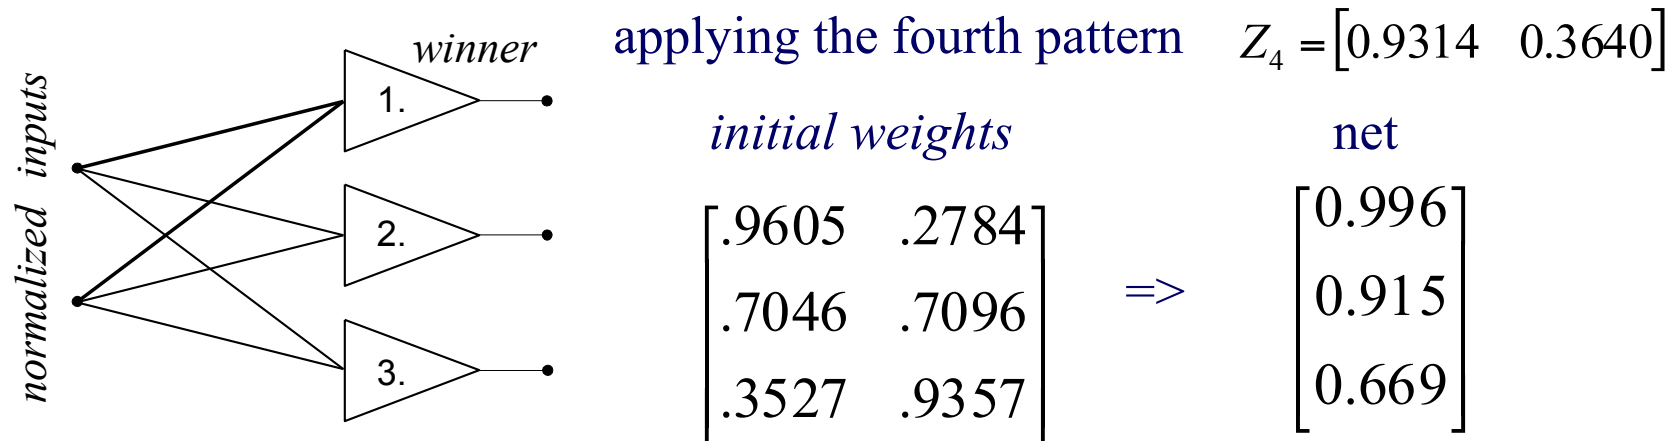 normalized inputs
winner
1.
2.
3.
applying the fourth pattern Z4 = [0.9314 0.3640]
initial weights net
.9605 .2784
.7046 .7096
.3527 .9357
=>
0.996
0.915
0.669